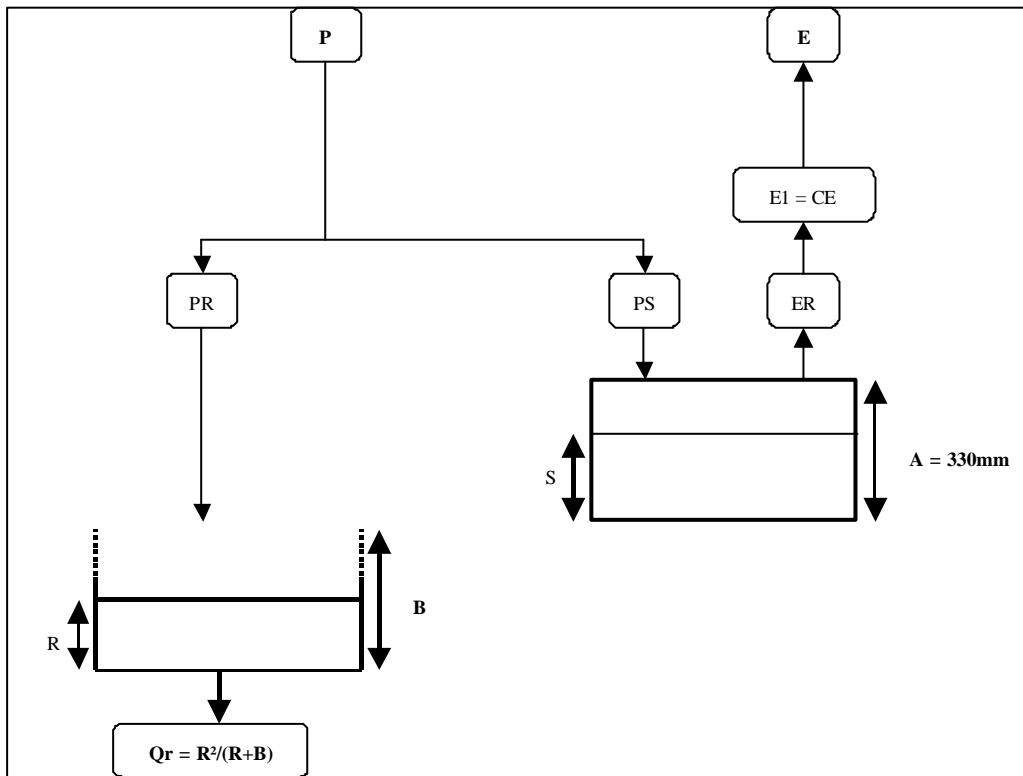 P
E
E1 = CE
PR
PS
ER
S
A = 330mm
B
R
Qr = R²/(R+B)